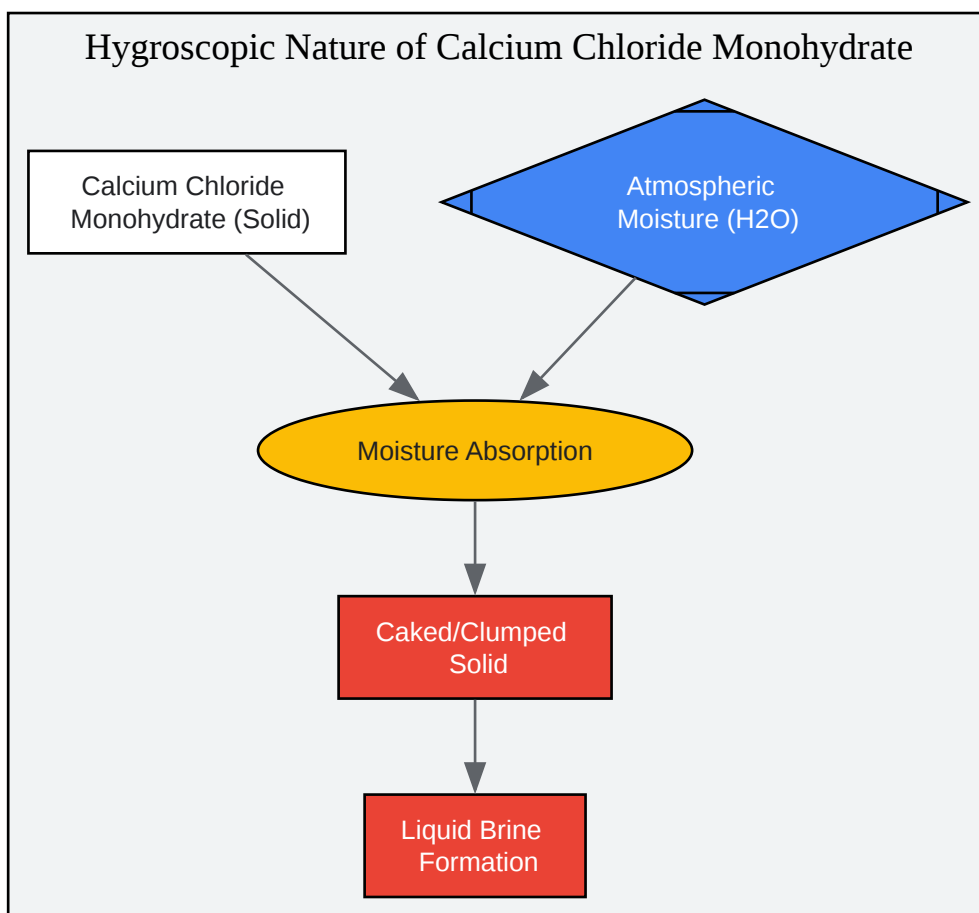 Hygroscopic Nature of Calcium Chloride Monohydrate
Calcium Chloride
Monohydrate (Solid)
Atmospheric
Moisture (H2O)
Moisture Absorption
Caked/Clumped
Solid
Liquid Brine
Formation